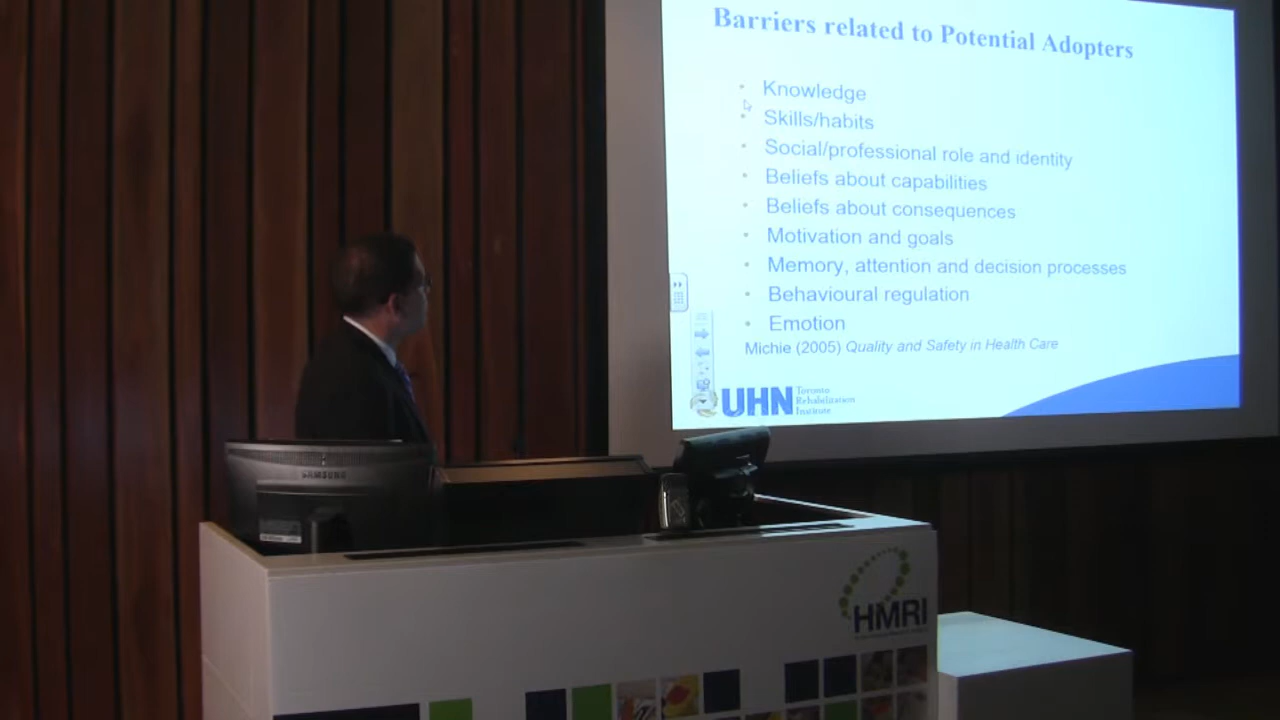 Barriers related to Potential Adopters
Knowledge
Skills/habits
Social/professional role and identity
Beliefs about capabilities
Beliefs about consequences
Motivation and goals
Memory, attention and decision processes
Behavioural regulation
Emotion
Michie (2005) Quality and Safety in Health Care
UHN
Toronto
Rehabilitation
Institute
SAMSUNG
HMRI